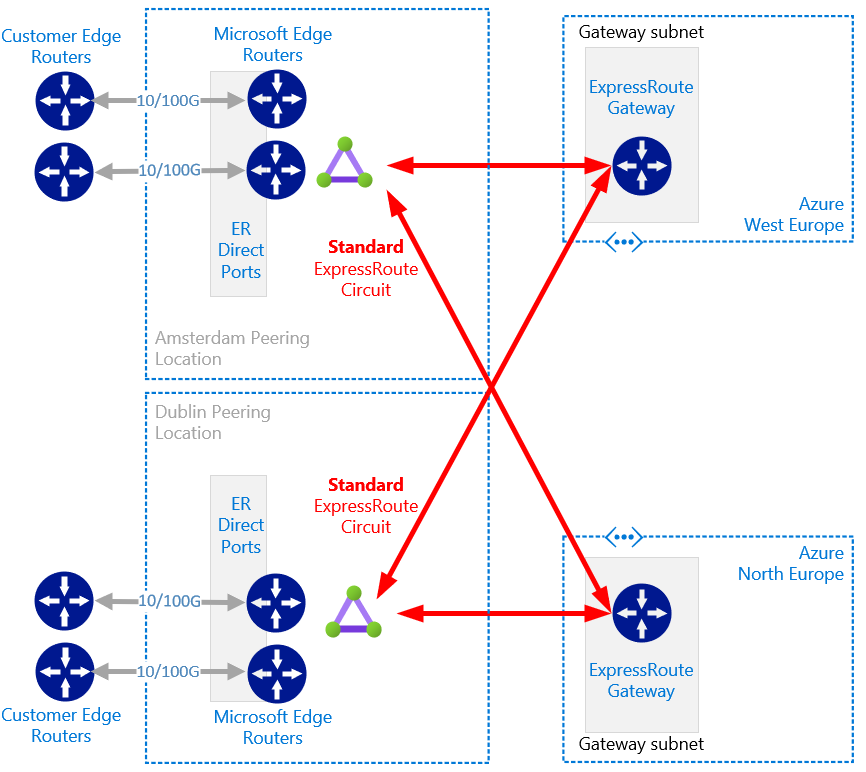 Customer Edge
Routers
Microsoft Edge
Routers
10/100G
10/100G
ER
Direct
Ports
Standard
ExpressRoute
Circuit
Amsterdam Peering
Location
Gateway subnet
ExpressRoute
Gateway
Azure
West Europe
Dublin Peering
Location
ER
Direct
Ports
Standard
ExpressRoute
Circuit
10/100G
10/100G
Customer Edge
Routers
Microsoft Edge
Routers
Azure
North Europe
ExpressRoute
Gateway
Gateway subnet